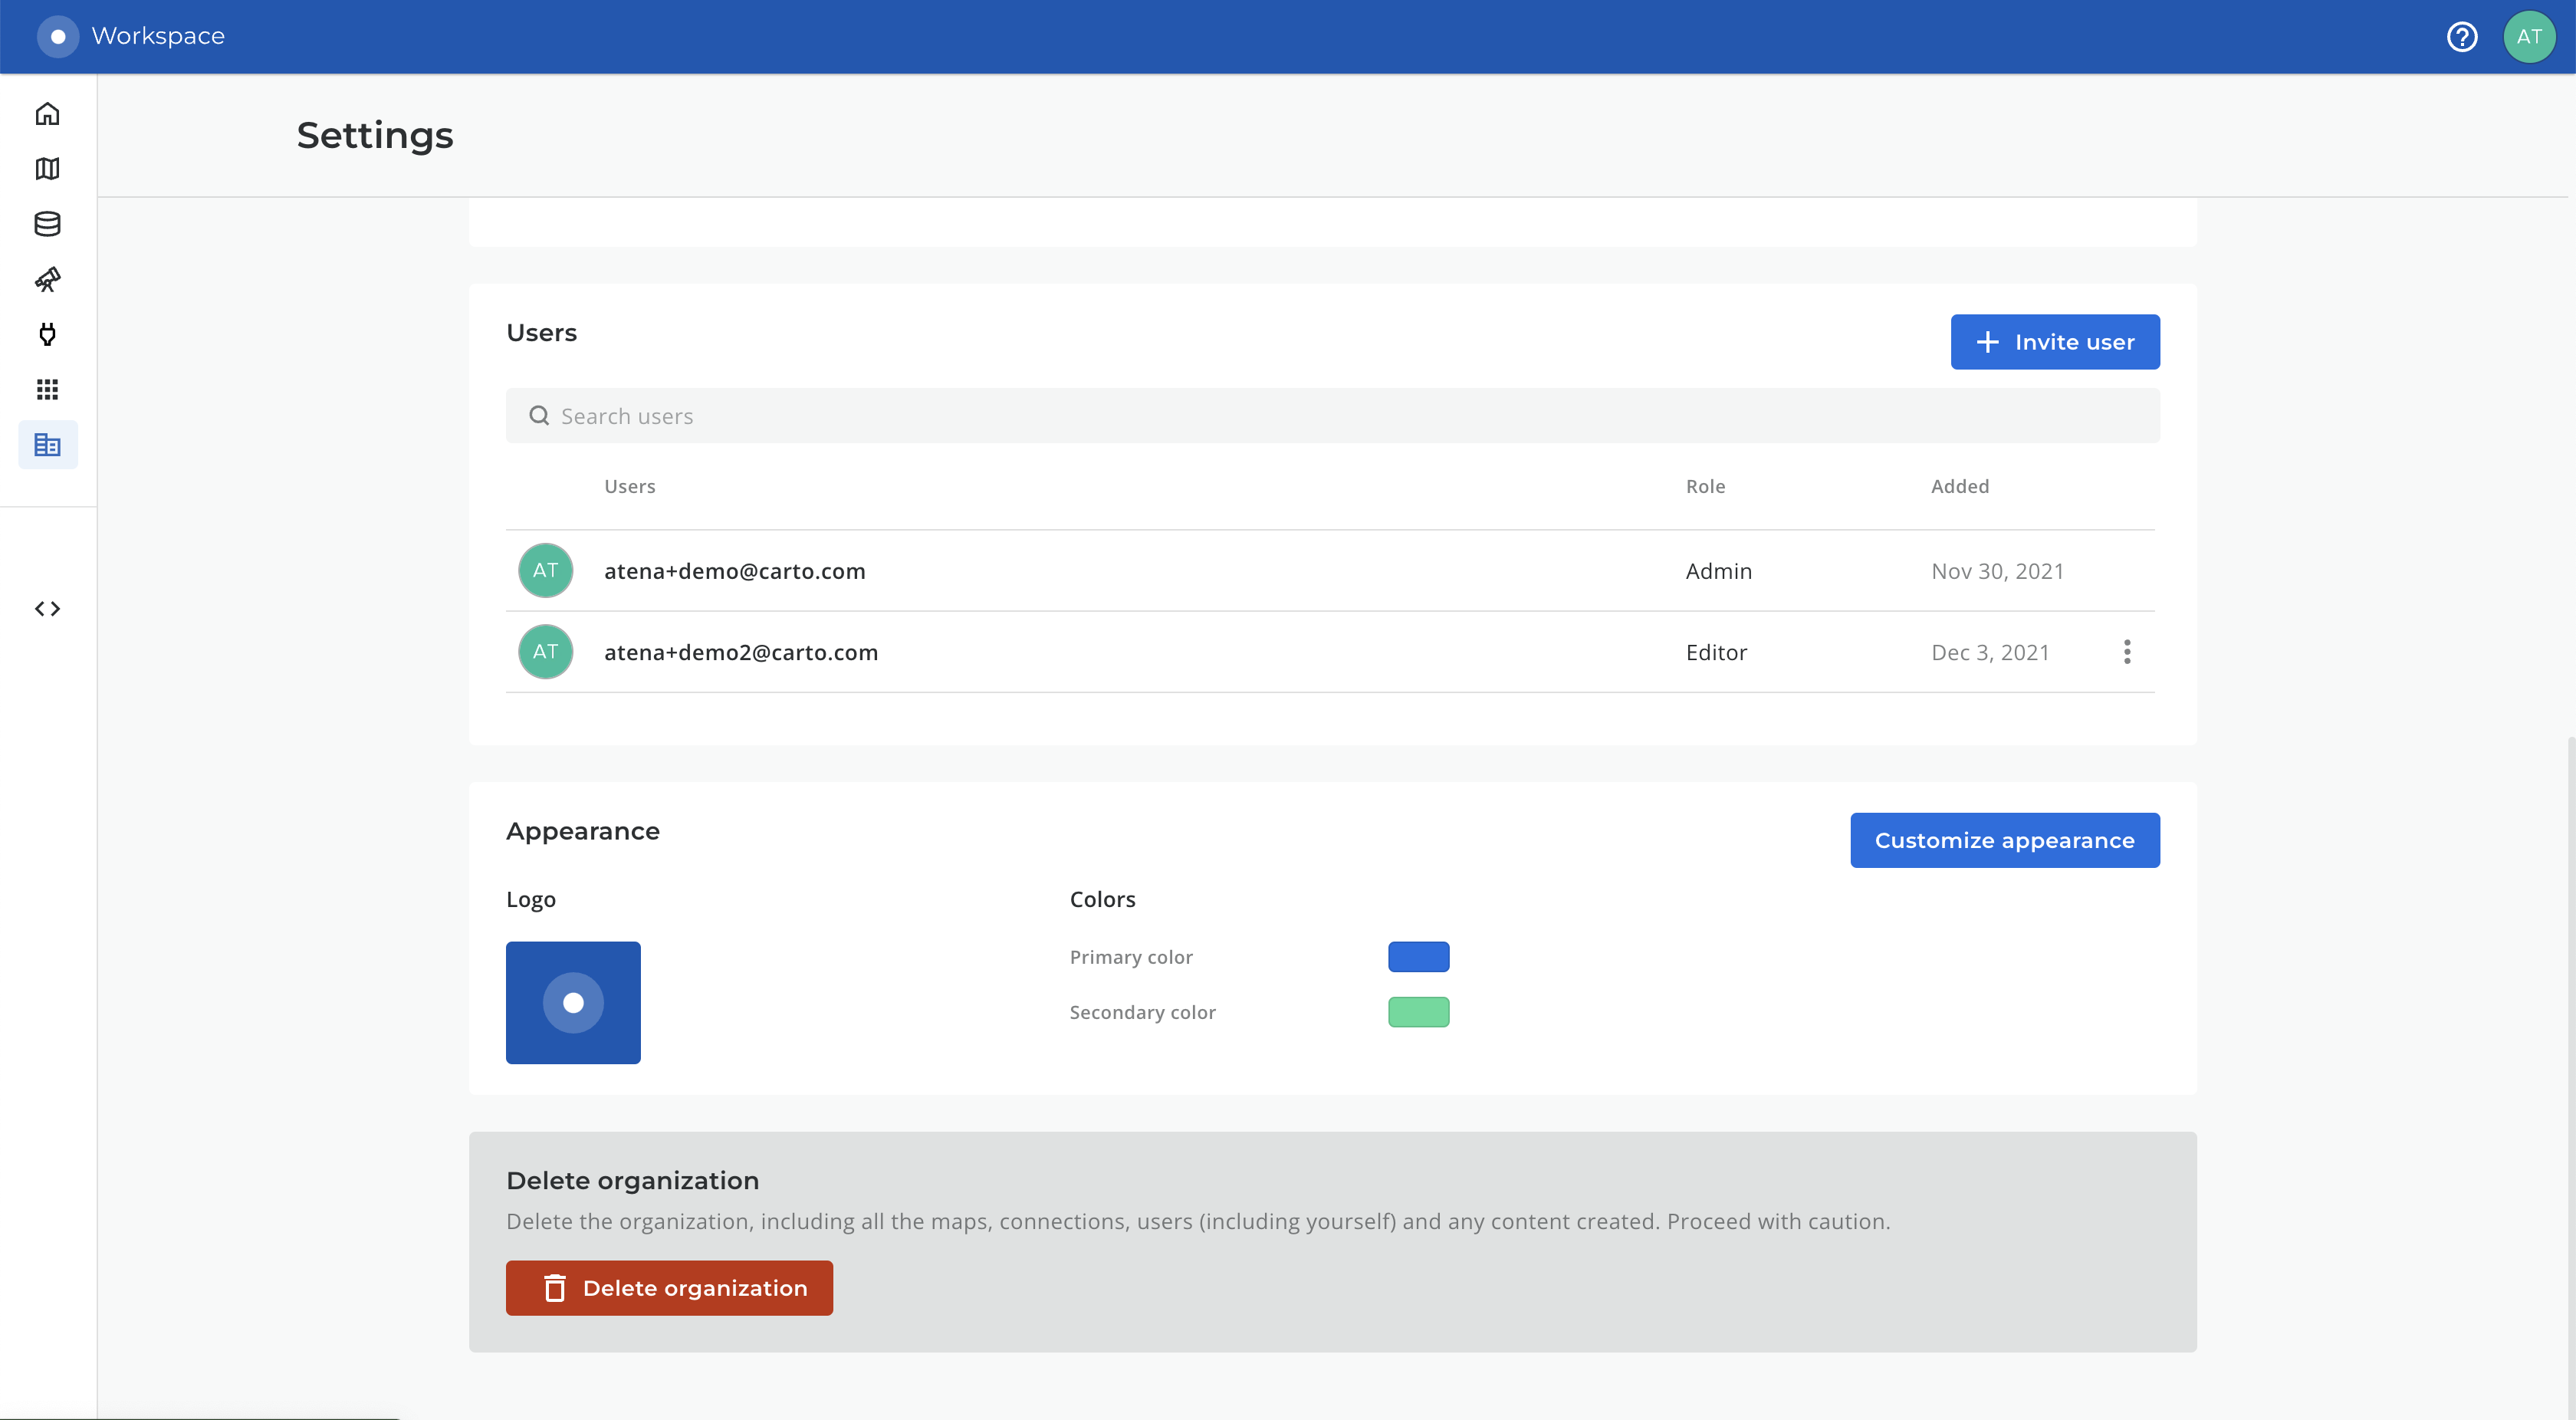 Workspace
AT
Settings
Users
Invite user
Search users
Users Role Added
AT atena+demo@carto.com Admin Nov 30, 2021
AT atena+demo2@carto.com Editor Dec 3, 2021
Appearance
Customize appearance
Logo
Colors
Primary color
Secondary color
Delete organization
Delete the organization, including all the maps, connections, users (including yourself) and any content created. Proceed with caution.
Delete organization